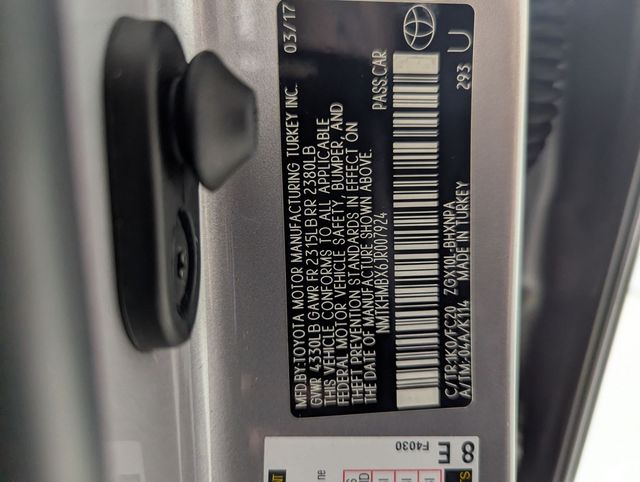 MFD.BY:TOYOTA MOTOR MANUFACTURING TURKEY INC. 03/17
GVWR 4330LB GAWR FR 2315LB RR 2380LB
THIS VEHICLE CONFORMS TO ALL APPLICABLE
FEDERAL MOTOR VEHICLE SAFETY, BUMPER, AND
THEFT PREVENTION STANDARDS IN EFFECT ON
THE DATE OF MANUFACTURE SHOWN ABOVE.
NMTKHMBX6JR007924 PASS.CAR
C/TR:1K0/FC20 ZGX10L-BHXNPA 293
A/TM:-04A/K114 MADE IN TURKEY U
F4030
8E